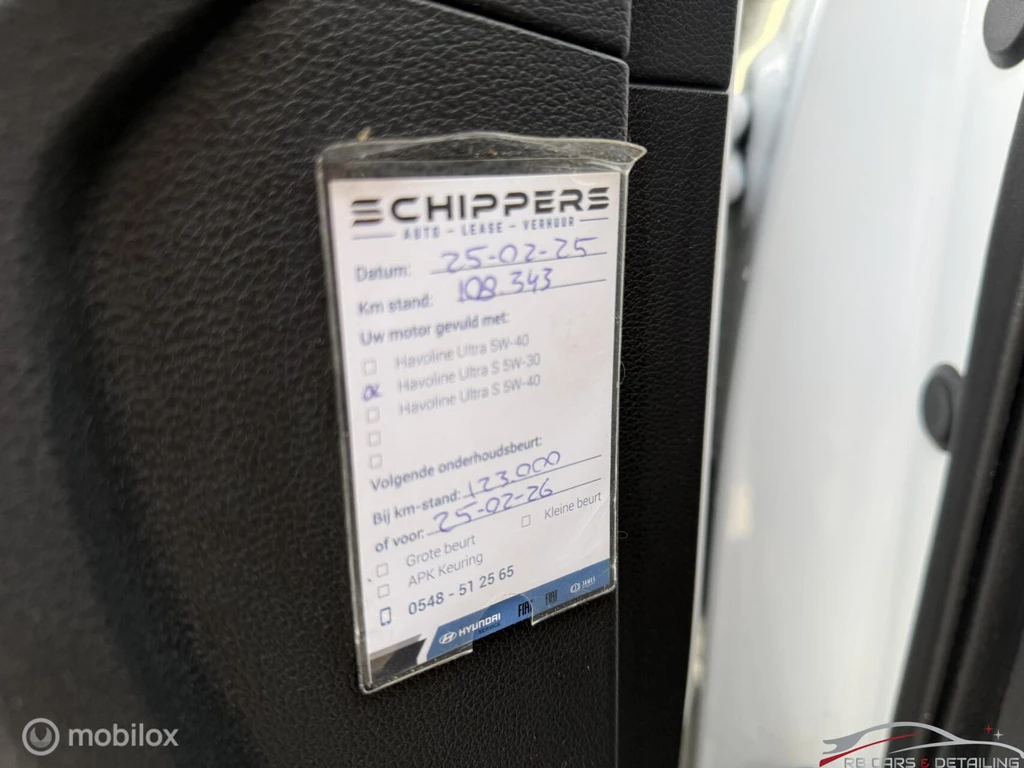 SCHIPPERS
AUTO - LEASE - VERHUUR
Datum: 25-02-25
Km stand: 108.343
Uw motor gevuld met:
Havoline Ultra 5W-40
Havoline Ultra S 5W-30
Havoline Ultra S 5W-40
Volgende onderhoudsbeurt:
Bij km-stand: 123.000
of voor: 25-02-26
Grote beurt
Kleine beurt
APK Keuring
0548 - 51 25 65
HYUNDAI
mobilox
RB CARS & DETAILING